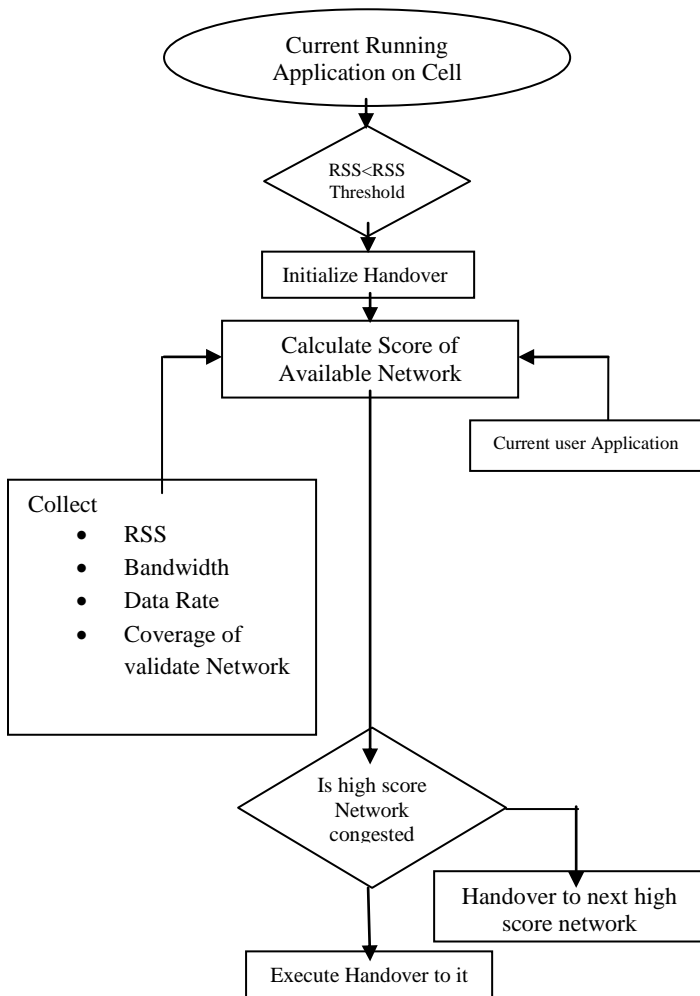 Current Running
Application on Cell
RSS<RSS
Threshold
Initialize Handover
Calculate Score of
Available Network
Current user Application
Collect
• RSS
• Bandwidth
• Data Rate
• Coverage of
validate Network
Is high score
Network
congested
Handover to next high
score network
Execute Handover to it